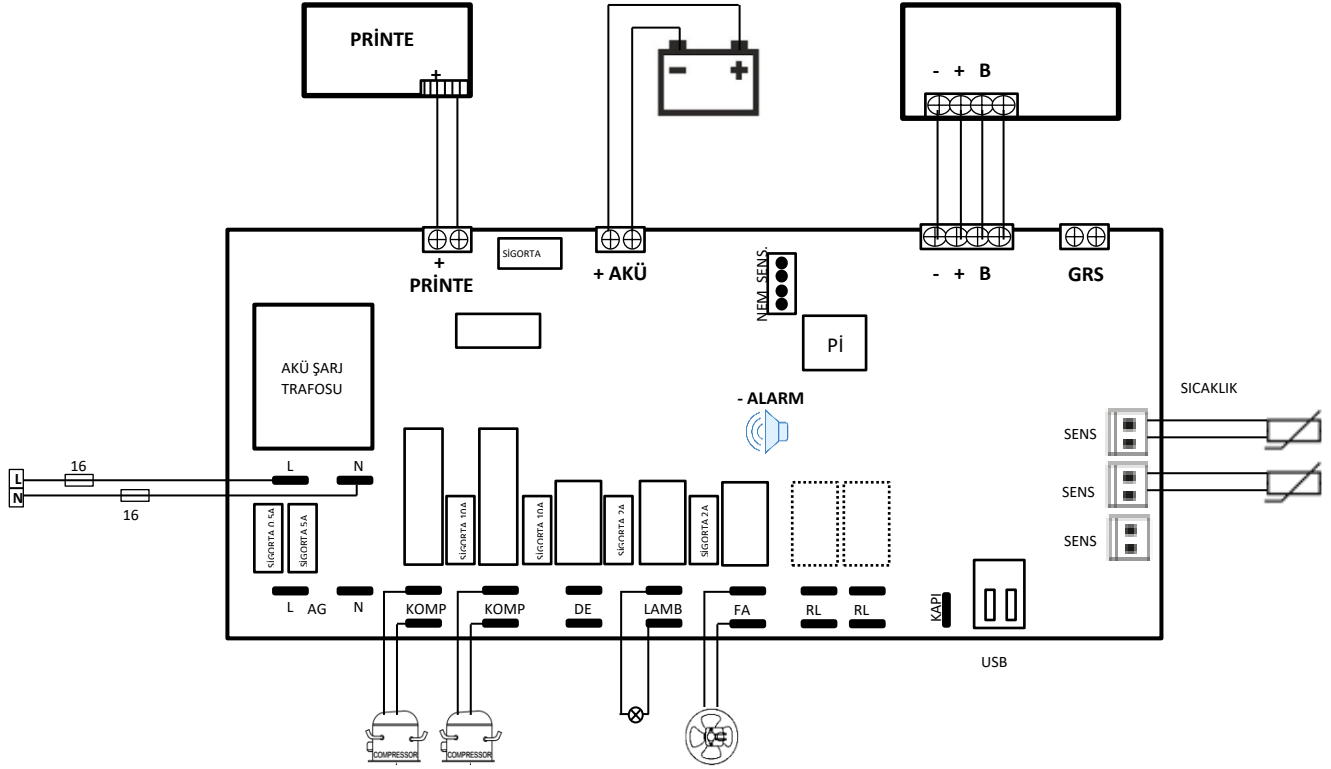 PRİNTE
+
- + B
+
PRİNTE
SİGORTA
+ AKÜ
NEM SENS.
- + B
GRS
AKÜ ŞARJ
TRAFOSU
Pİ
- ALARM
SICAKLIK
SENS
SENS
SENS
L
N
16
16
L
N
SİGORTA 0.5A
SİGORTA 5A
SİGORTA 10A
SİGORTA 10A
SİGORTA 2A
SİGORTA 2A
L AG N
KOMP
KOMP
DE
LAMB
FA
RL
RL
KAPI
USB
COMPRESSOR
COMPRESSOR